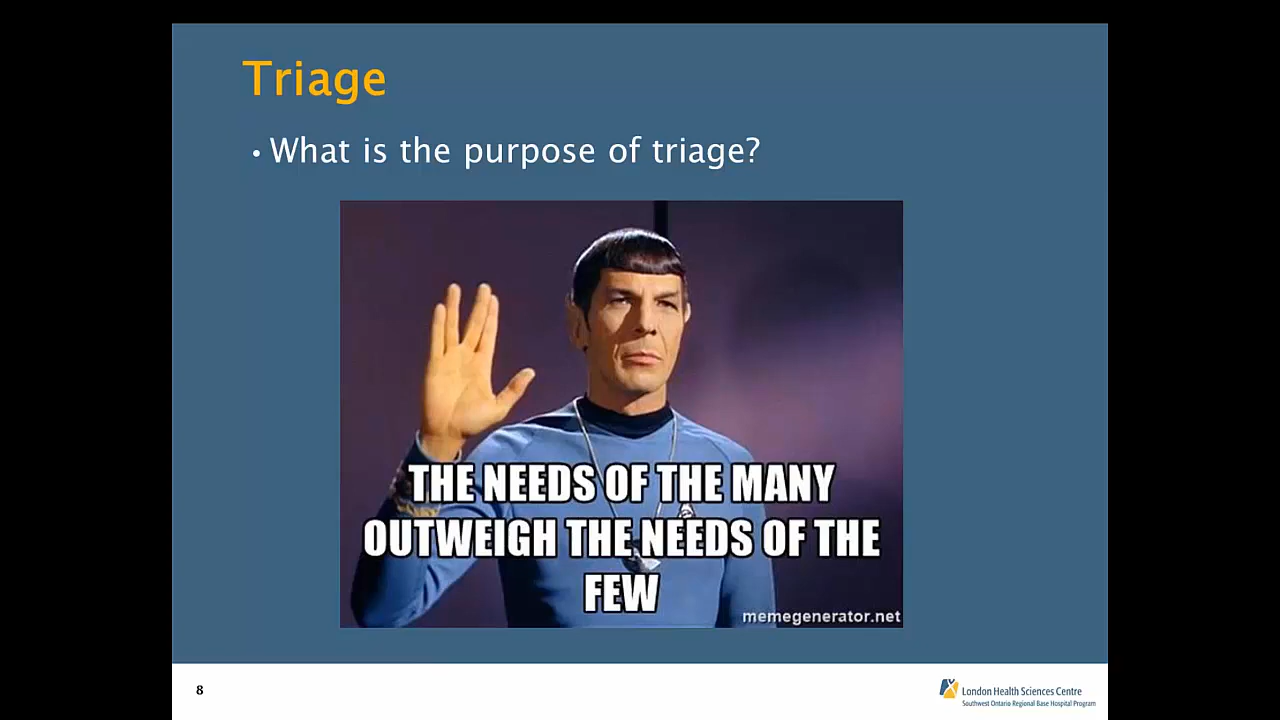 Triage
• What is the purpose of triage?
THE NEEDS OF THE MANY
OUTWEIGH THE NEEDS OF THE
FEW
memegenerator.net
8
London Health Sciences Centre
Southwest Ontario Regional Base Hospital Program